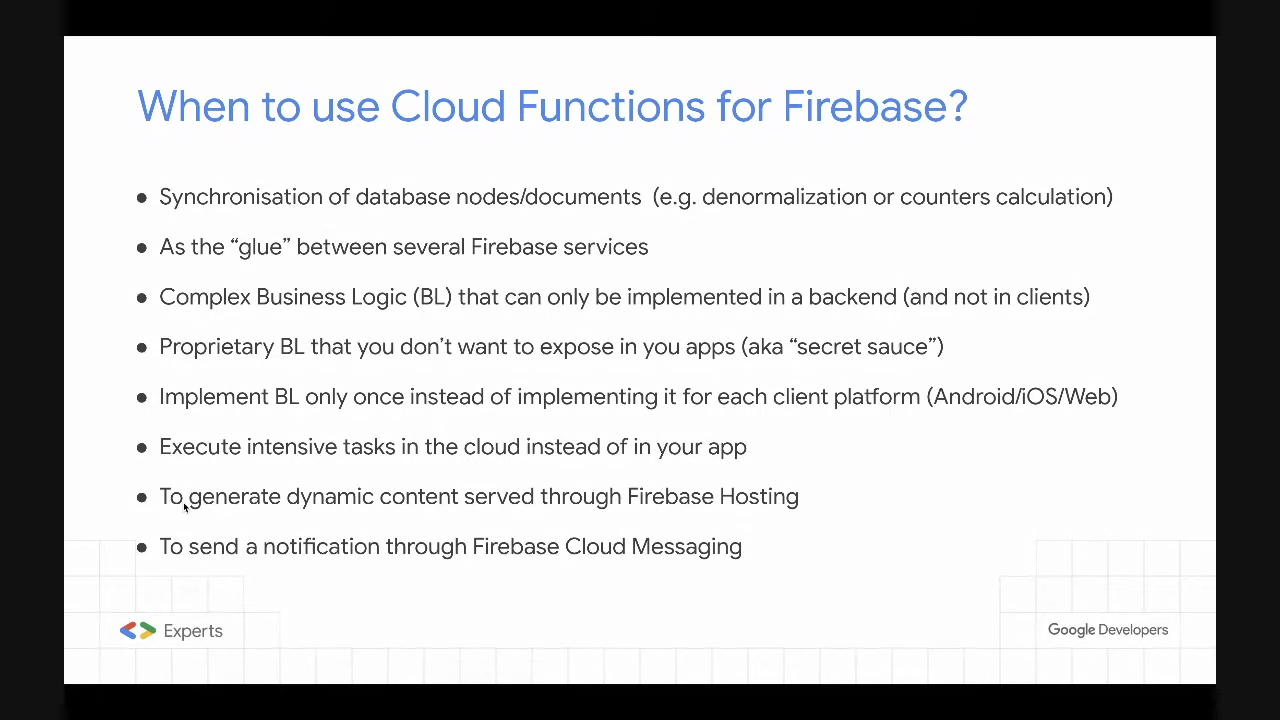 When to use Cloud Functions for Firebase?
● Synchronisation of database nodes/documents (e.g. denormalization or counters calculation)
● As the “glue” between several Firebase services
● Complex Business Logic (BL) that can only be implemented in a backend (and not in clients)
● Proprietary BL that you don’t want to expose in you apps (aka “secret sauce”)
● Implement BL only once instead of implementing it for each client platform (Android/iOS/Web)
● Execute intensive tasks in the cloud instead of in your app
● To generate dynamic content served through Firebase Hosting
● To send a notification through Firebase Cloud Messaging
Experts
Google Developers